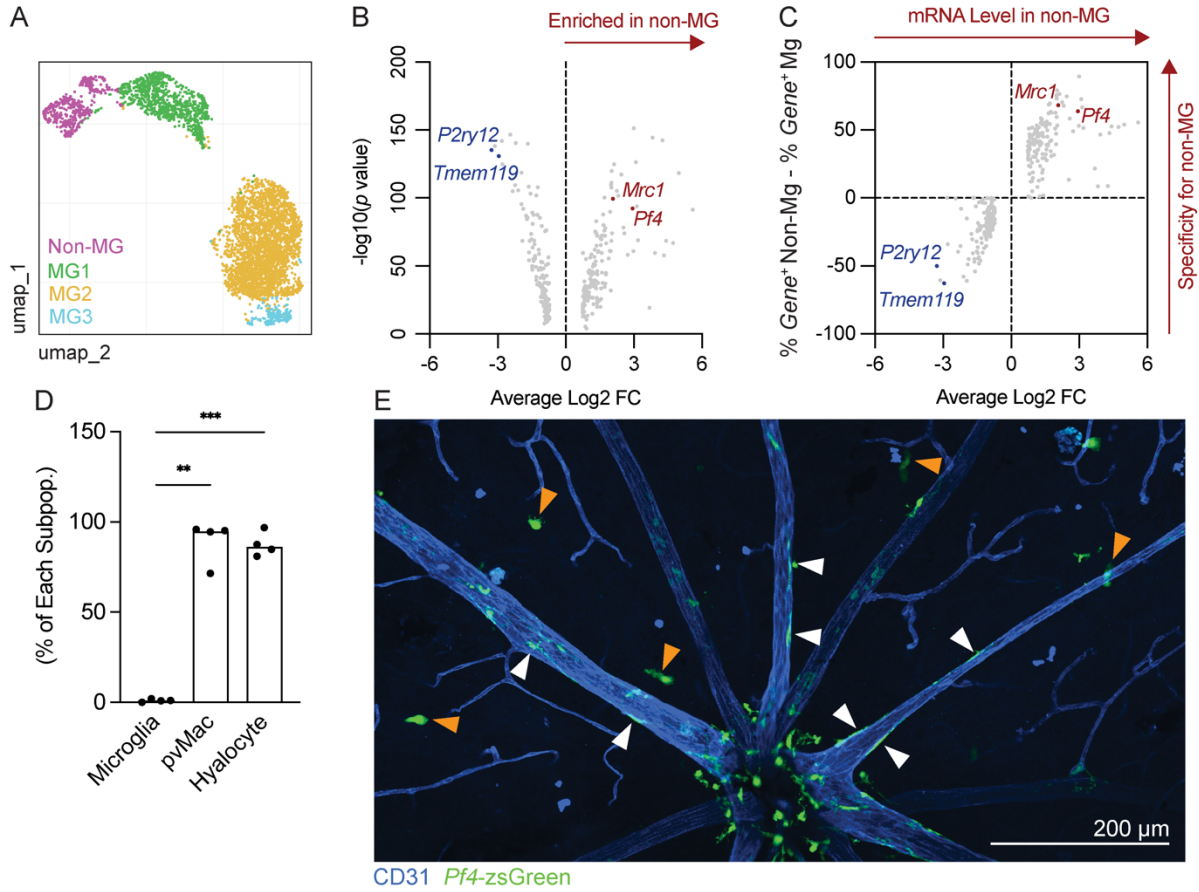 A
Non-MG
MG1
MG2
MG3
umap_1
umap_2
B
Enriched in non-MG
200
150
100
50
0
-log10(p value)
P2ry12
Tmem119
Mrc1
Pf4
-6
-3
0
3
6
Average Log2 FC
C
mRNA Level in non-MG
% Gene+ Non-Mg - % Gene+ Mg
100
50
0
-50
-100
Mrc1
Pf4
P2ry12
Tmem119
Specificity for non-MG
-6
-3
0
3
6
Average Log2 FC
D
150
100
50
0
(% of Each Subpop.)
***
**
Microglia
pvMac
Hyalocyte
E
200 µm
CD31 Pf4-zsGreen